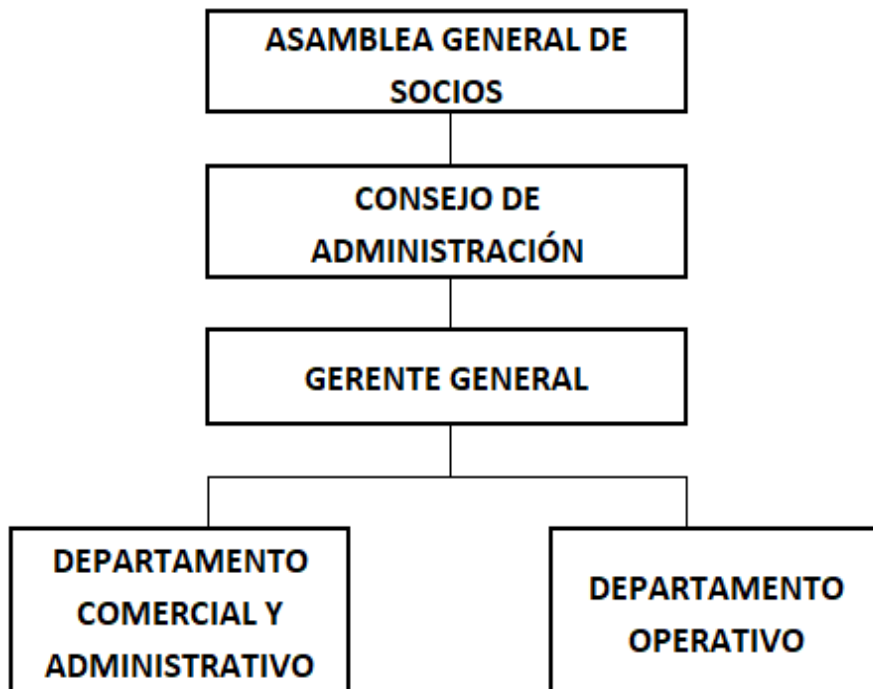 ASAMBLEA GENERAL DE
SOCIOS
CONSEJO DE
ADMINISTRACIÓN
GERENTE GENERAL
DEPARTAMENTO
COMERCIAL Y
ADMINISTRATIVO
DEPARTAMENTO
OPERATIVO